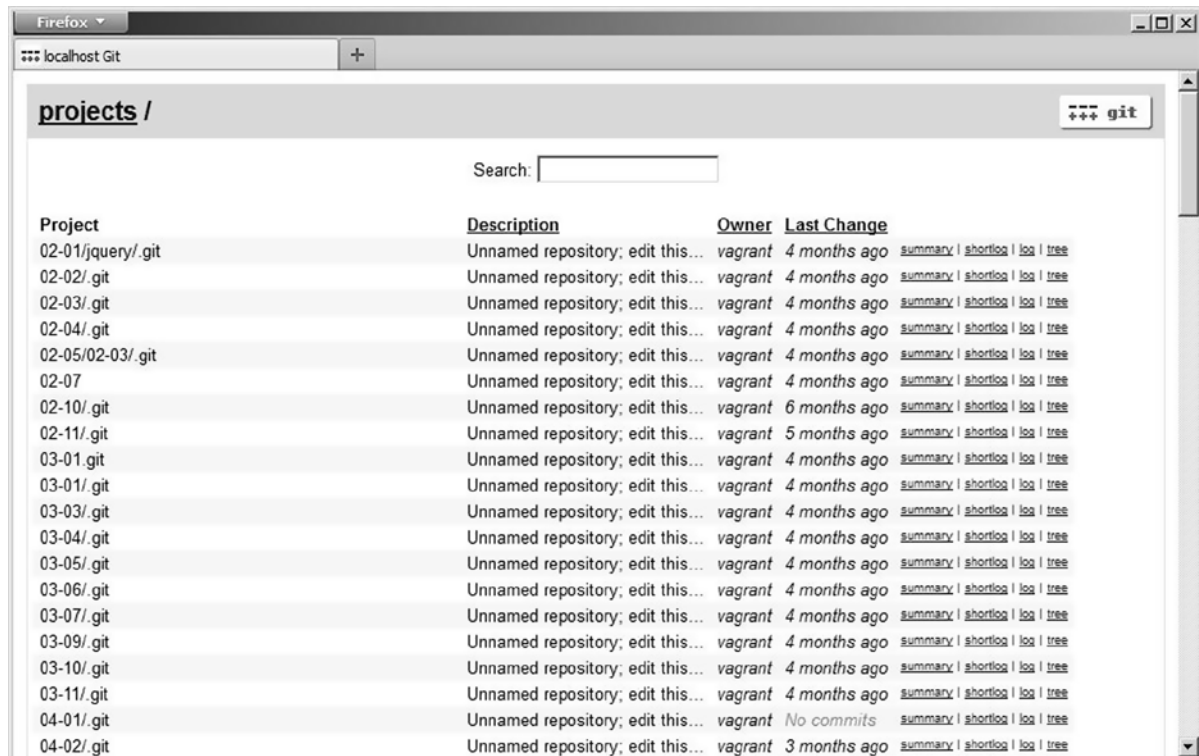 Firefox
localhost Git
projects /
git
Search:
Project Description Owner Last Change
02-01/jquery/.git Unnamed repository; edit this... vagrant 4 months ago summary | shortlog | log | tree
02-02/.git Unnamed repository; edit this... vagrant 4 months ago summary | shortlog | log | tree
02-03/.git Unnamed repository; edit this... vagrant 4 months ago summary | shortlog | log | tree
02-04/.git Unnamed repository; edit this... vagrant 4 months ago summary | shortlog | log | tree
02-05/02-03/.git Unnamed repository; edit this... vagrant 4 months ago summary | shortlog | log | tree
02-07 Unnamed repository; edit this... vagrant 4 months ago summary | shortlog | log | tree
02-10/.git Unnamed repository; edit this... vagrant 6 months ago summary | shortlog | log | tree
02-11/.git Unnamed repository; edit this... vagrant 5 months ago summary | shortlog | log | tree
03-01.git Unnamed repository; edit this... vagrant 4 months ago summary | shortlog | log | tree
03-01/.git Unnamed repository; edit this... vagrant 4 months ago summary | shortlog | log | tree
03-03/.git Unnamed repository; edit this... vagrant 4 months ago summary | shortlog | log | tree
03-04/.git Unnamed repository; edit this... vagrant 4 months ago summary | shortlog | log | tree
03-05/.git Unnamed repository; edit this... vagrant 4 months ago summary | shortlog | log | tree
03-06/.git Unnamed repository; edit this... vagrant 4 months ago summary | shortlog | log | tree
03-07/.git Unnamed repository; edit this... vagrant 4 months ago summary | shortlog | log | tree
03-09/.git Unnamed repository; edit this... vagrant 4 months ago summary | shortlog | log | tree
03-10/.git Unnamed repository; edit this... vagrant 4 months ago summary | shortlog | log | tree
03-11/.git Unnamed repository; edit this... vagrant 4 months ago summary | shortlog | log | tree
04-01/.git Unnamed repository; edit this... vagrant No commits summary | shortlog | log | tree
04-02/.git Unnamed repository; edit this... vagrant 3 months ago summary | shortlog | log | tree